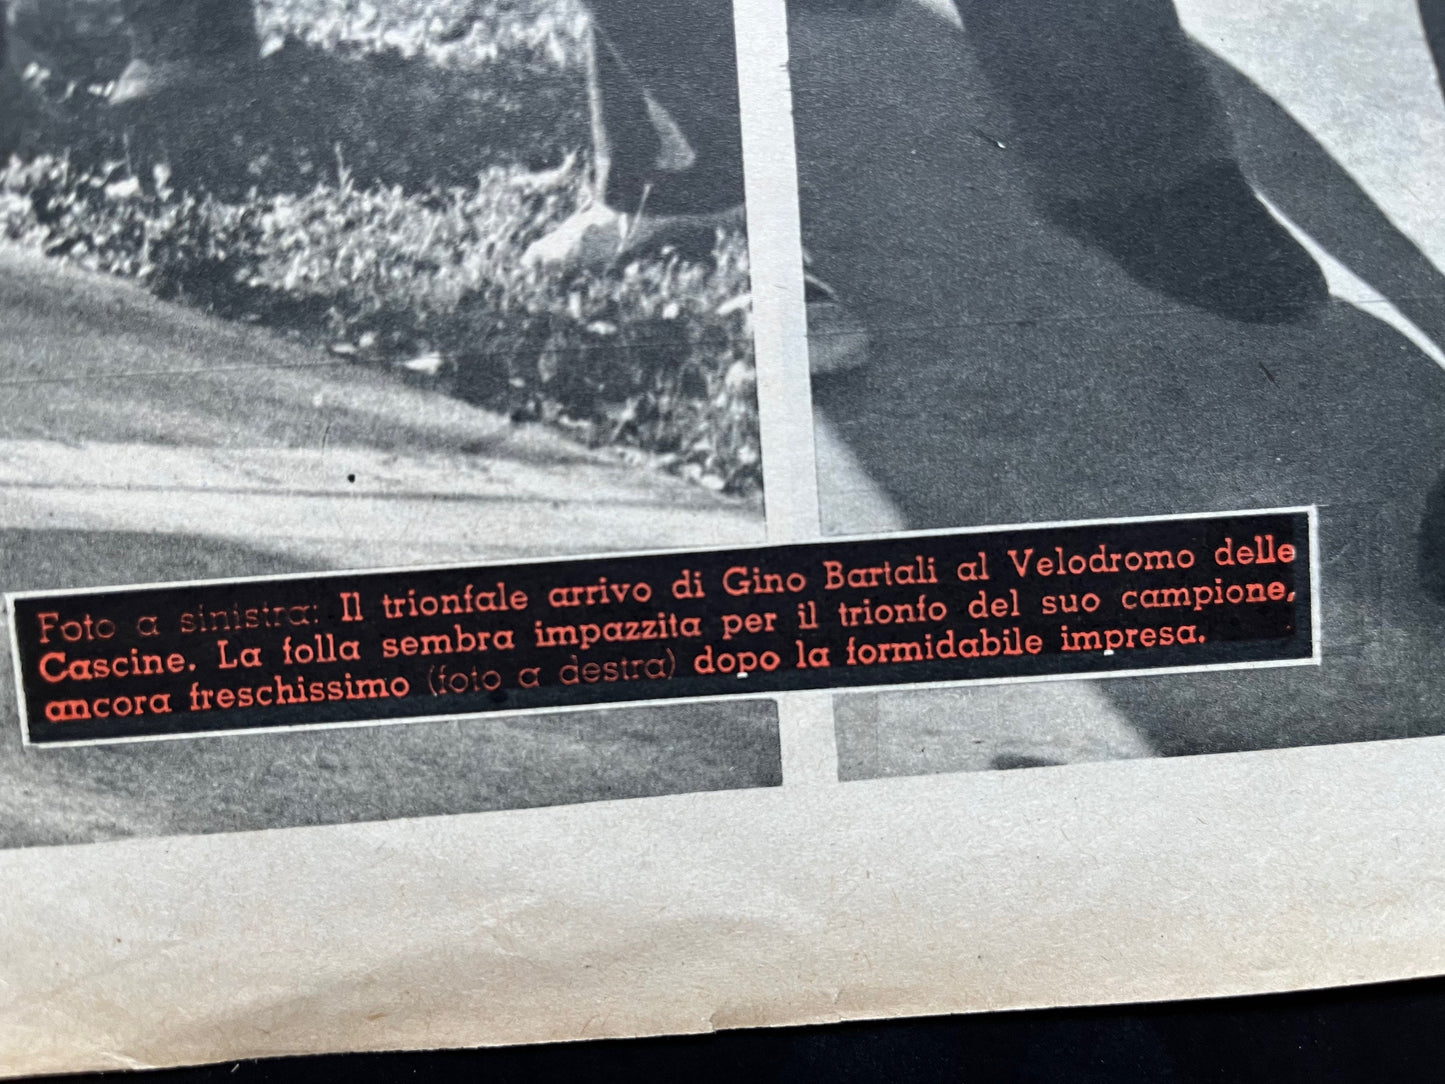 Foto a sinistra: Il trionfale arrivo di Gino Bartali al Velodromo delle
Cascine. La folla sembra impazzita per il trionfo del suo campione,
ancora freschissimo (foto a destra) dopo la formidabile impresa.